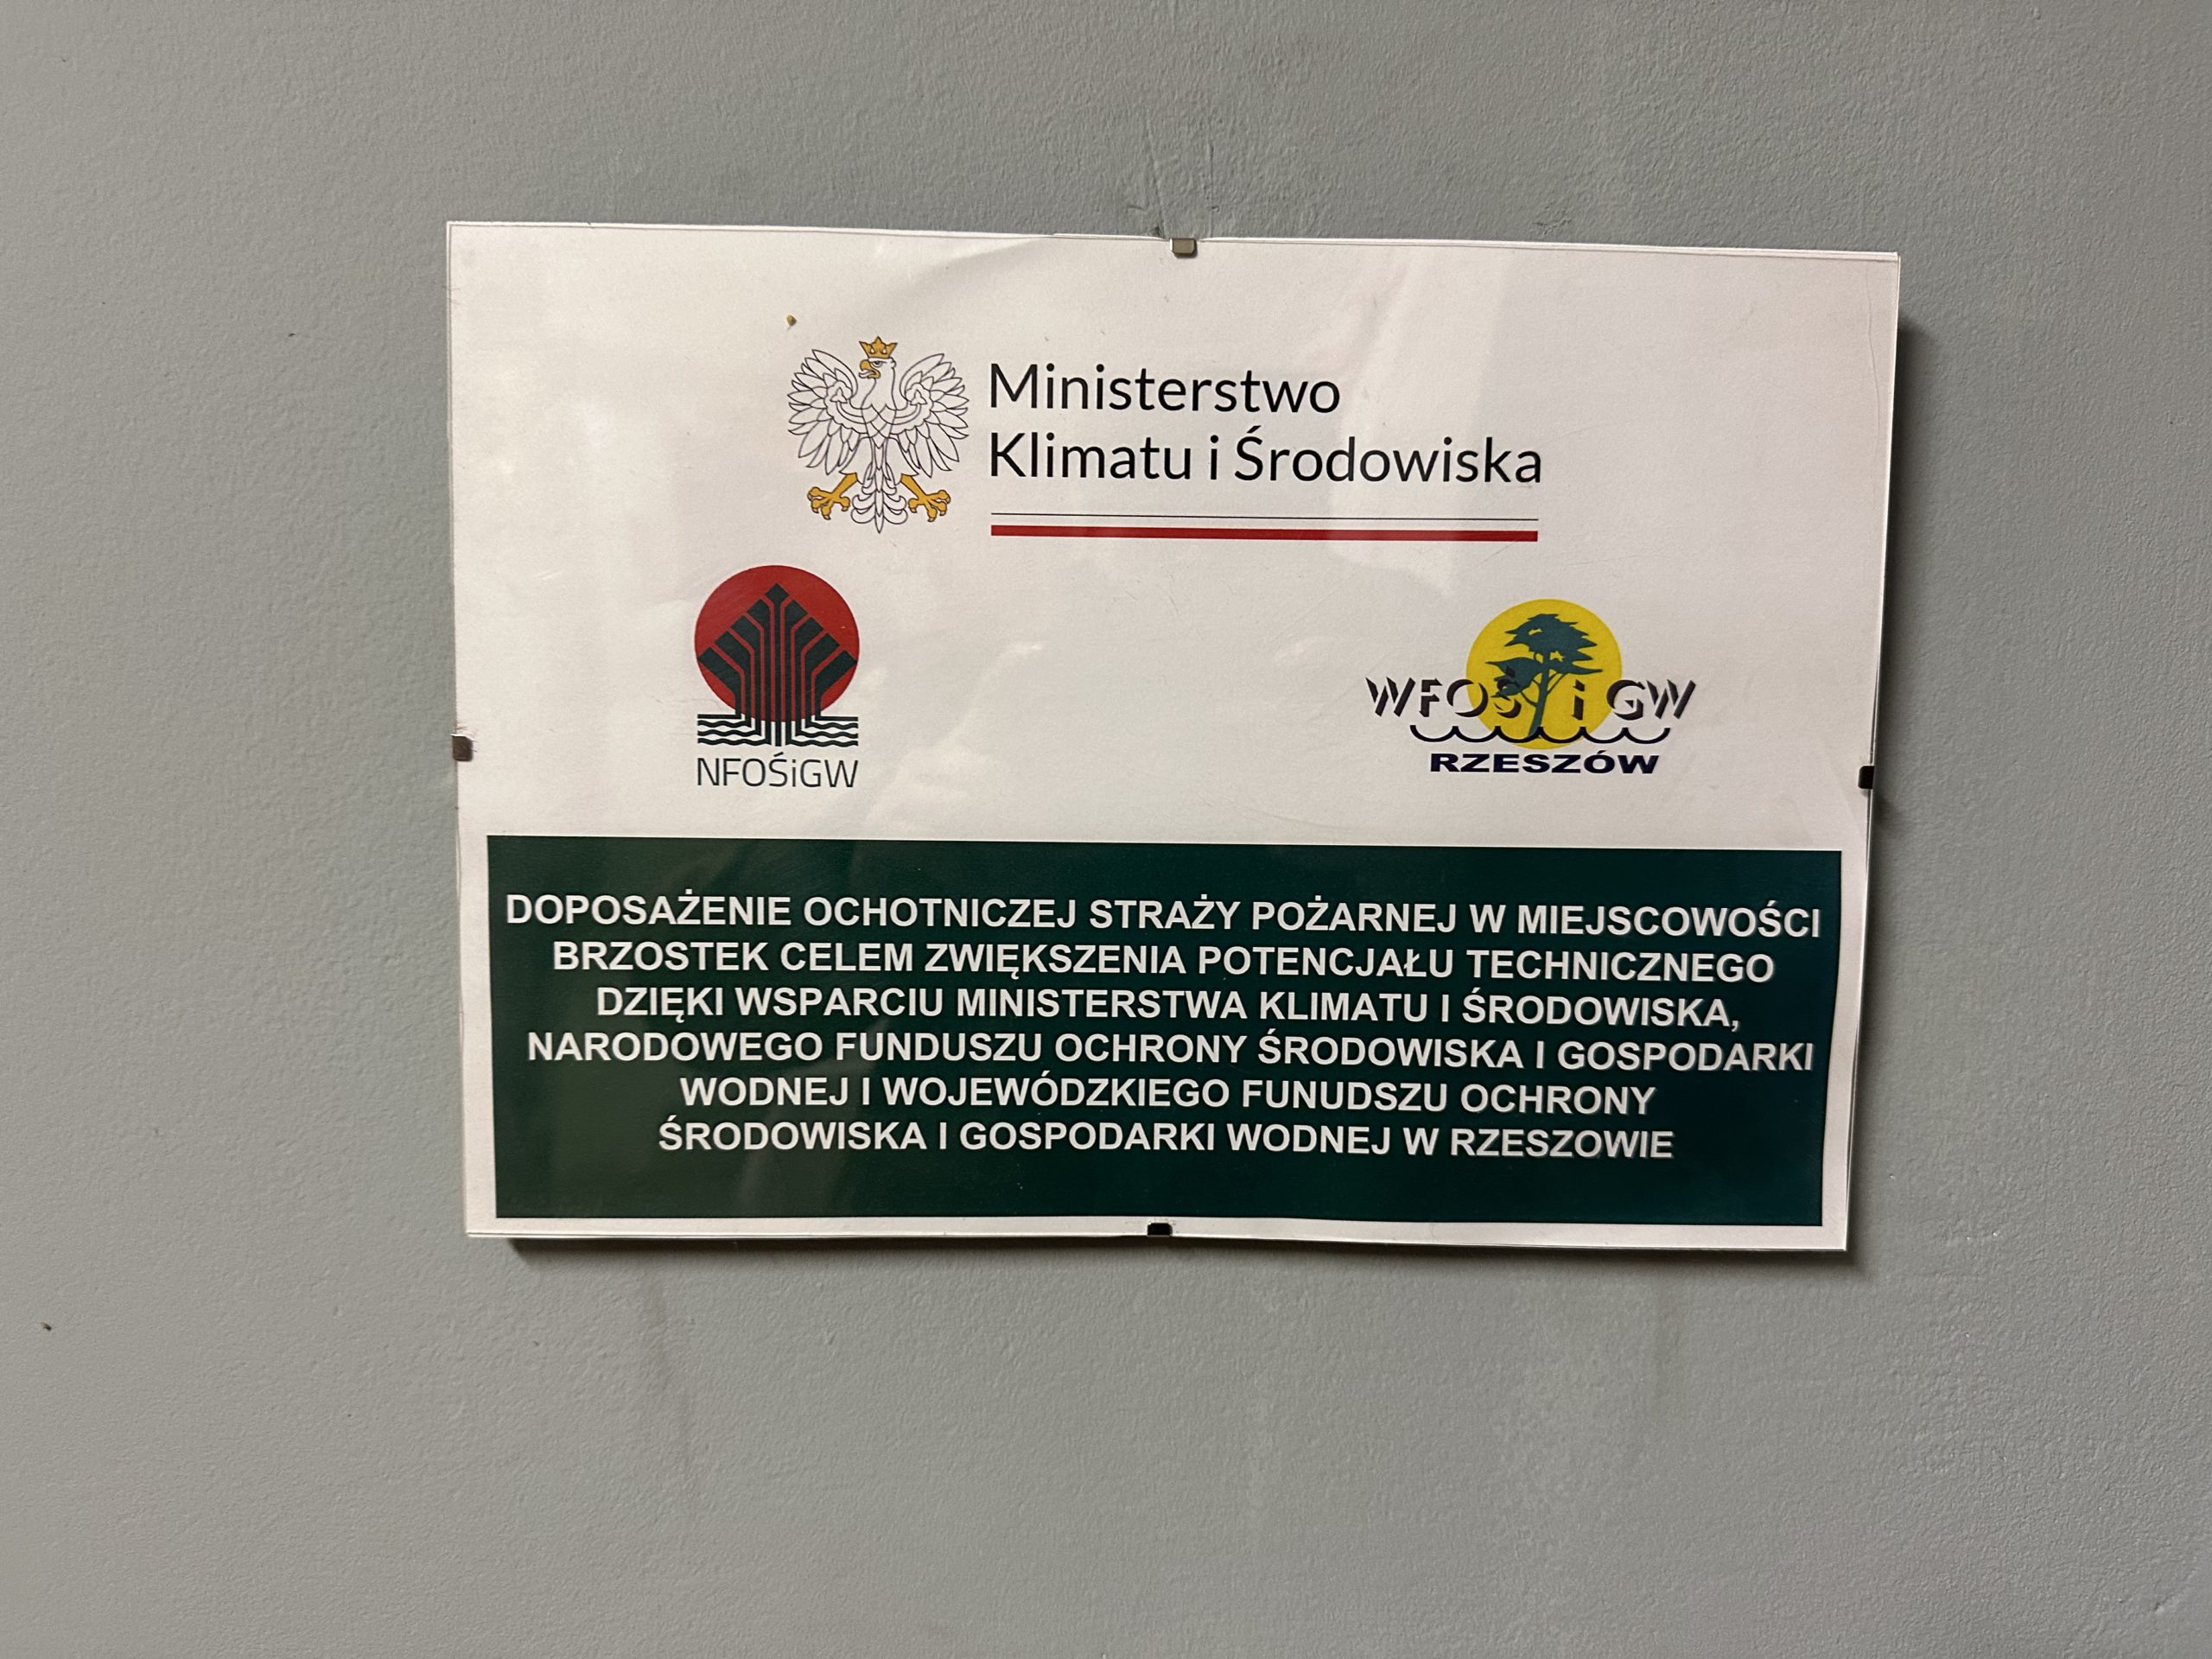 Ministerstwo
Klimatu i Środowiska
NFOŚiGW
WFOŚiGW
RZESZÓW
DOPOSAŻENIE OCHOTNICZEJ STRAŻY POŻARNEJ W MIEJSCOWOŚCI
BRZOSTEK CELEM ZWIĘKSZENIA POTENCJAŁU TECHNICZNEGO
DZIĘKI WSPARCIU MINISTERSTWA KLIMATU I ŚRODOWISKA,
NARODOWEGO FUNDUSZU OCHRONY ŚRODOWISKA I GOSPODARKI
WODNEJ I WOJEWÓDZKIEGO FUNUDSZU OCHRONY
ŚRODOWISKA I GOSPODARKI WODNEJ W RZESZOWIE